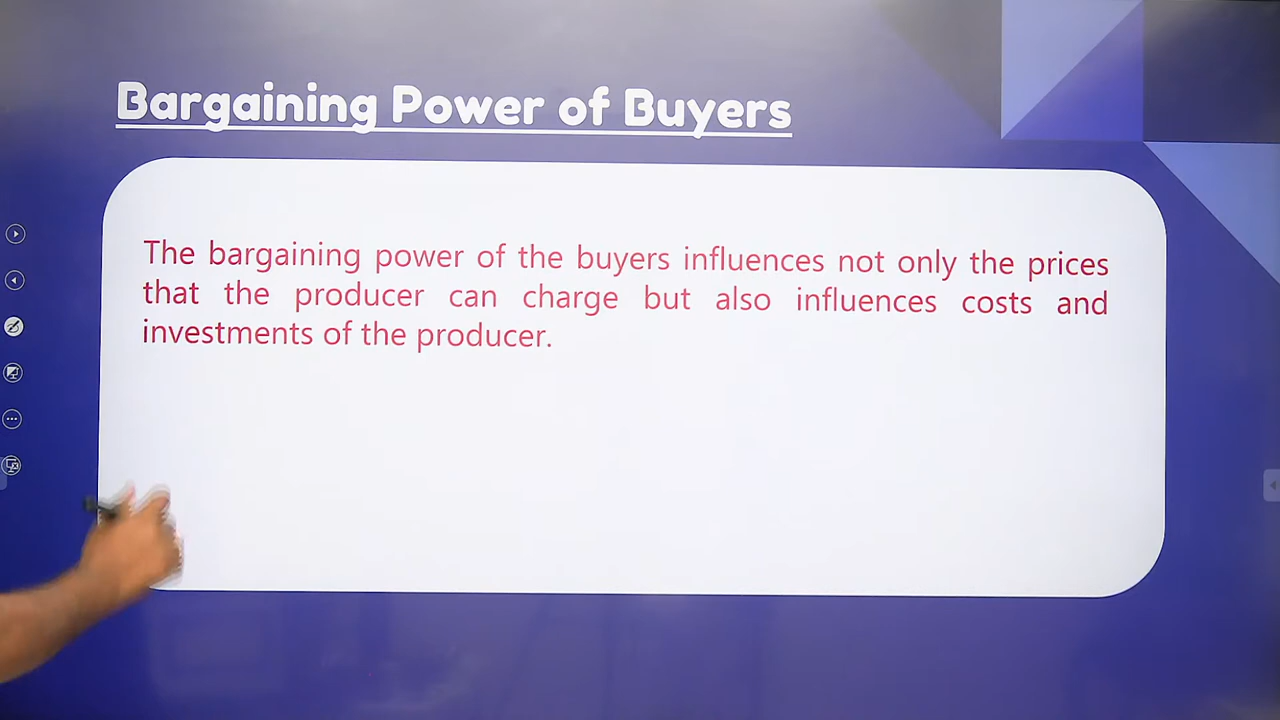 Bargaining Power of Buyers
The bargaining power of the buyers influences not only the prices
that the producer can charge but also influences costs and
investments of the producer.